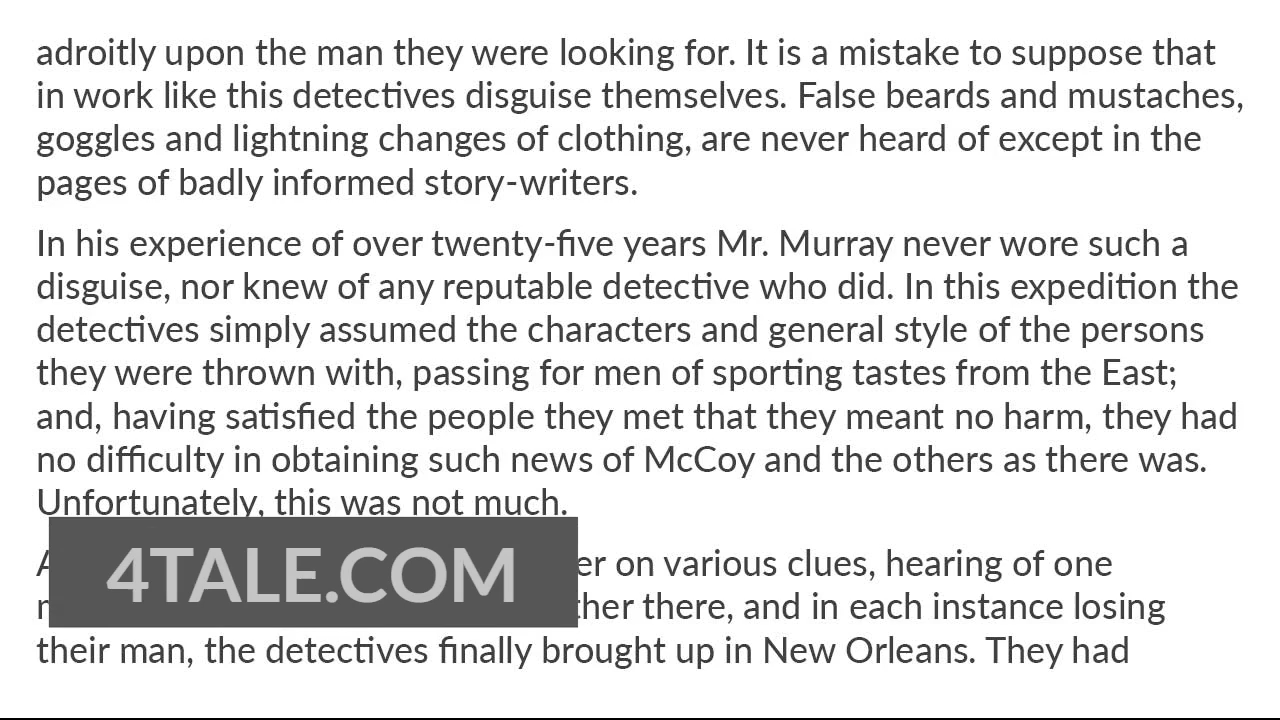 adroitly upon the man they were looking for. It is a mistake to suppose that
in work like this detectives disguise themselves. False beards and mustaches,
goggles and lightning changes of clothing, are never heard of except in the
pages of badly informed story-writers.
In his experience of over twenty-five years Mr. Murray never wore such a
disguise, nor knew of any reputable detective who did. In this expedition the
detectives simply assumed the characters and general style of the persons
they were thrown with, passing for men of sporting tastes from the East;
and, having satisfied the people they met that they meant no harm, they had
no difficulty in obtaining such news of McCoy and the others as there was.
Unfortunately, this was not much.
on various clues, hearing of one
there, and in each instance losing
their man, the detectives finally brought up in New Orleans. They had
4TALE.COM